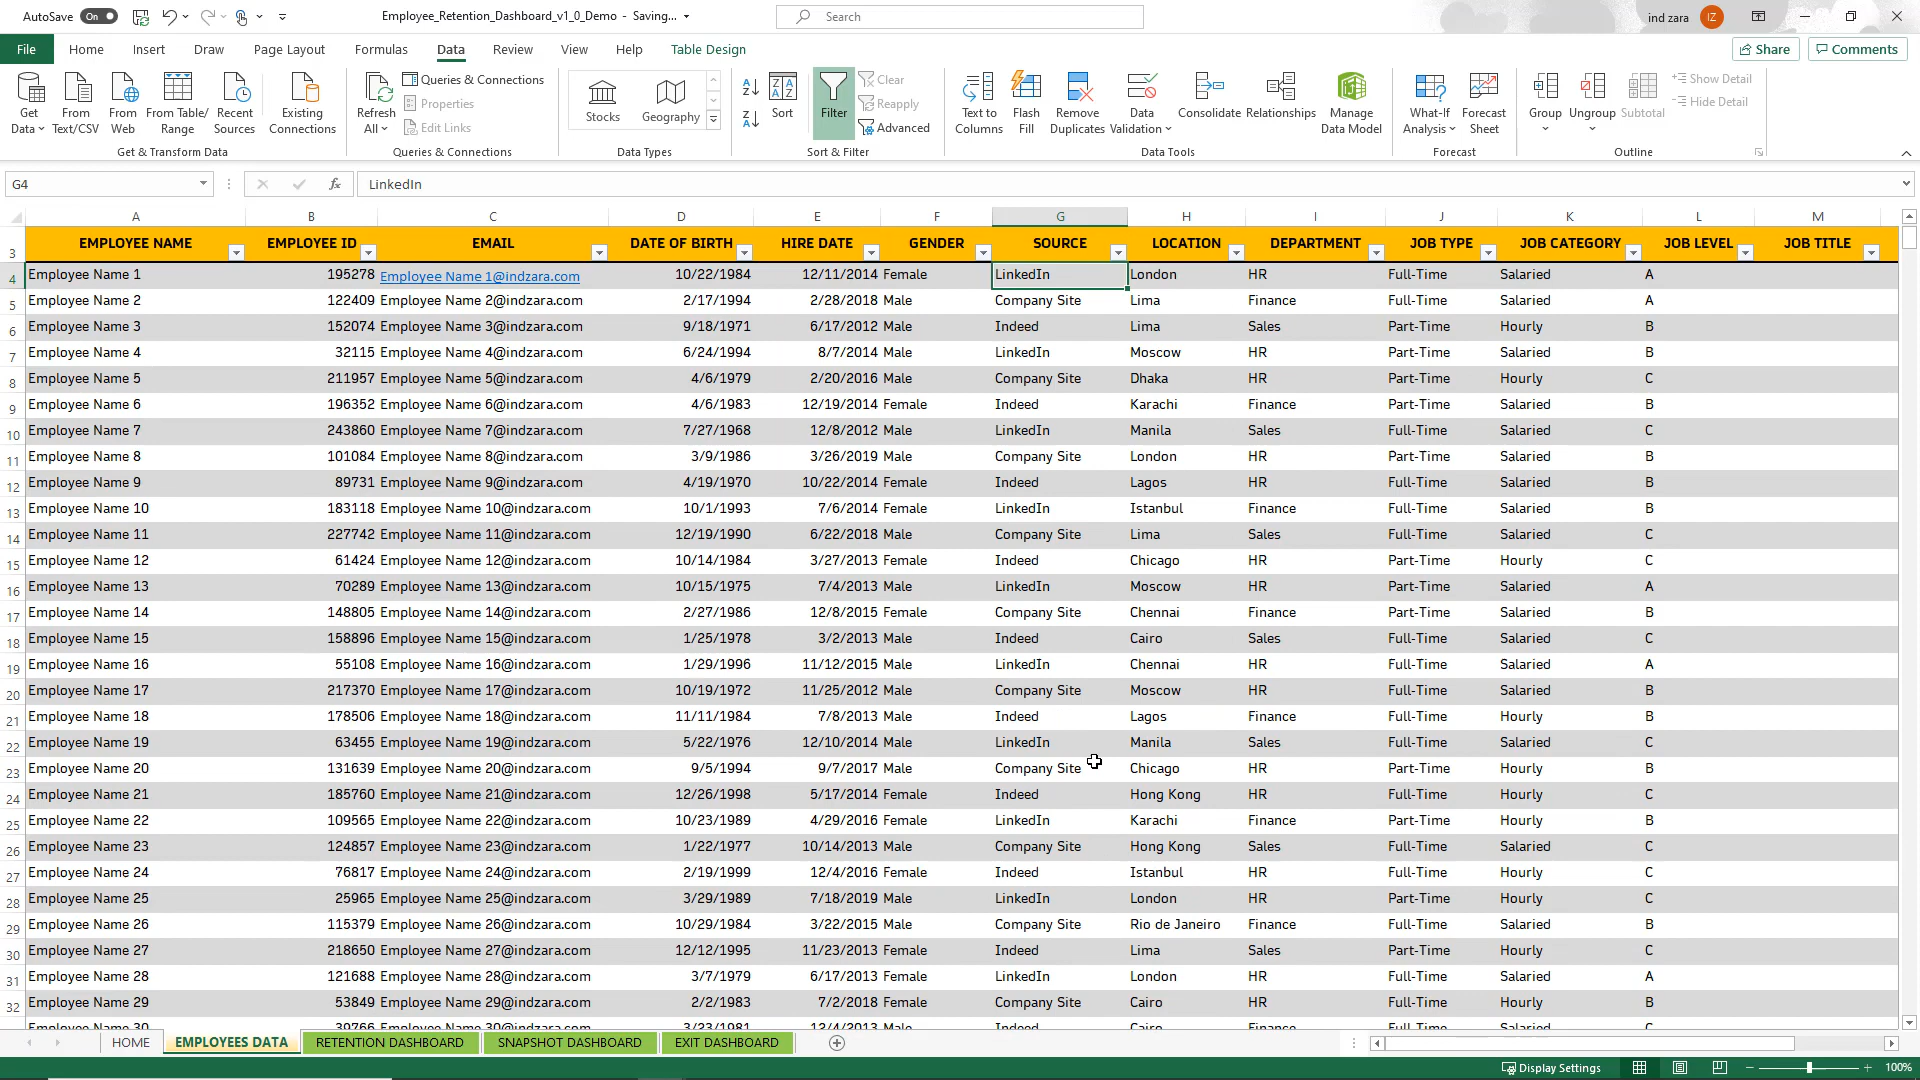 AutoSave On Employee_Retention_Dashboard_v1_0_Demo - Saving... Search ind zara IZ
File Home Insert Draw Page Layout Formulas Data Review View Help Table Design Share Comments
Get Data From Text/CSV From Web From Table/Range Recent Sources Existing Connections Refresh All Queries & Connections Properties Edit Links Stocks Geography Sort Filter Clear Reapply Advanced Text to Columns Flash Fill Remove Duplicates Data Validation Consolidate Relationships Manage Data Model What-If Analysis Forecast Sheet Group Ungroup Subtotal Show Detail Hide Detail
Get & Transform Data Queries & Connections Data Types Sort & Filter Data Tools Forecast Outline
G4 fx LinkedIn
A B C D E F G H I J K L M
3 EMPLOYEE NAME EMPLOYEE ID EMAIL DATE OF BIRTH HIRE DATE GENDER SOURCE LOCATION DEPARTMENT JOB TYPE JOB CATEGORY JOB LEVEL JOB TITLE
4 Employee Name 1 195278 Employee Name 1@indzara.com 10/22/1984 12/11/2014 Female LinkedIn London HR Full-Time Salaried A
5 Employee Name 2 122409 Employee Name 2@indzara.com 2/17/1994 2/28/2018 Male Company Site Lima Finance Full-Time Salaried A
6 Employee Name 3 152074 Employee Name 3@indzara.com 9/18/1971 6/17/2012 Male Indeed Lima Sales Part-Time Hourly B
7 Employee Name 4 32115 Employee Name 4@indzara.com 6/24/1994 8/7/2014 Male LinkedIn Moscow HR Part-Time Salaried B
8 Employee Name 5 211957 Employee Name 5@indzara.com 4/6/1979 2/20/2016 Male Company Site Dhaka HR Part-Time Hourly C
9 Employee Name 6 196352 Employee Name 6@indzara.com 4/6/1983 12/19/2014 Female Indeed Karachi Finance Part-Time Salaried B
10 Employee Name 7 243860 Employee Name 7@indzara.com 7/27/1968 12/8/2012 Male LinkedIn Manila Sales Full-Time Salaried C
11 Employee Name 8 101084 Employee Name 8@indzara.com 3/9/1986 3/26/2019 Male Company Site London HR Part-Time Salaried B
12 Employee Name 9 89731 Employee Name 9@indzara.com 4/19/1970 10/22/2014 Female Indeed Lagos HR Full-Time Salaried B
13 Employee Name 10 183118 Employee Name 10@indzara.com 10/1/1993 7/6/2014 Female LinkedIn Istanbul Finance Full-Time Salaried B
14 Employee Name 11 227742 Employee Name 11@indzara.com 12/19/1990 6/22/2018 Male Company Site Lima Sales Full-Time Salaried C
15 Employee Name 12 61424 Employee Name 12@indzara.com 10/14/1984 3/27/2013 Female Indeed Chicago HR Part-Time Hourly C
16 Employee Name 13 70289 Employee Name 13@indzara.com 10/15/1975 7/4/2013 Male LinkedIn Moscow HR Part-Time Salaried A
17 Employee Name 14 148805 Employee Name 14@indzara.com 2/27/1986 12/8/2015 Female Company Site Chennai Finance Part-Time Salaried B
18 Employee Name 15 158896 Employee Name 15@indzara.com 1/25/1978 3/2/2013 Male Indeed Cairo Sales Full-Time Salaried C
19 Employee Name 16 55108 Employee Name 16@indzara.com 1/29/1996 11/12/2015 Male LinkedIn Chennai HR Full-Time Salaried A
20 Employee Name 17 217370 Employee Name 17@indzara.com 10/19/1972 11/25/2012 Male Company Site Moscow HR Full-Time Salaried B
21 Employee Name 18 178506 Employee Name 18@indzara.com 11/11/1984 7/8/2013 Male Indeed Lagos Finance Full-Time Hourly B
22 Employee Name 19 63455 Employee Name 19@indzara.com 5/22/1976 12/10/2014 Male LinkedIn Manila Sales Full-Time Salaried C
23 Employee Name 20 131639 Employee Name 20@indzara.com 9/5/1994 9/7/2017 Male Company Site Chicago HR Part-Time Hourly B
24 Employee Name 21 185760 Employee Name 21@indzara.com 12/26/1998 5/17/2014 Female Indeed Hong Kong HR Full-Time Hourly C
25 Employee Name 22 109565 Employee Name 22@indzara.com 10/23/1989 4/29/2016 Female LinkedIn Karachi Finance Part-Time Hourly B
26 Employee Name 23 124857 Employee Name 23@indzara.com 1/22/1977 10/14/2013 Male Company Site Hong Kong Sales Full-Time Salaried C
27 Employee Name 24 76817 Employee Name 24@indzara.com 2/19/1999 12/4/2016 Female Indeed Istanbul HR Full-Time Hourly C
28 Employee Name 25 25965 Employee Name 25@indzara.com 3/29/1989 7/18/2019 Male LinkedIn London HR Part-Time Hourly C
29 Employee Name 26 115379 Employee Name 26@indzara.com 10/29/1984 3/22/2015 Male Company Site Rio de Janeiro Finance Full-Time Salaried B
30 Employee Name 27 218650 Employee Name 27@indzara.com 12/12/1995 11/23/2013 Female Indeed Lima Sales Part-Time Hourly C
31 Employee Name 28 121688 Employee Name 28@indzara.com 3/7/1979 6/17/2013 Female LinkedIn London HR Full-Time Salaried A
32 Employee Name 29 53849 Employee Name 29@indzara.com 2/2/1983 7/2/2018 Female Company Site Cairo HR Full-Time Hourly B
Employee Name 30 39766 Employee Name 30@indzara.com 3/23/1981 12/4/2013 Male Indeed Cairo Finance Full-Time Salaried C
HOME EMPLOYEES DATA RETENTION DASHBOARD SNAPSHOT DASHBOARD EXIT DASHBOARD
Display Settings 100%